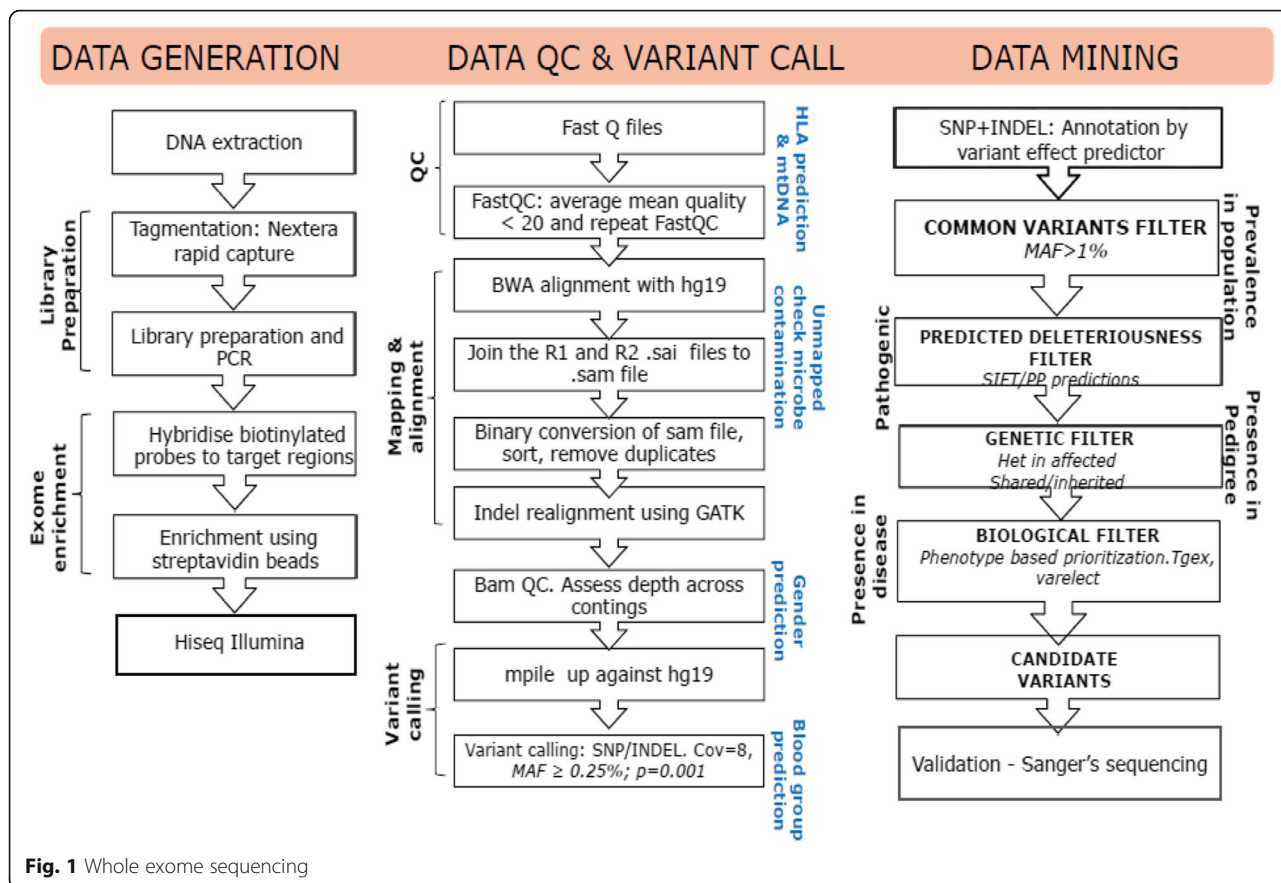 DATA GENERATION
DATA QC & VARIANT CALL
DATA MINING
DNA extraction
Library
Preparation
Tagmentation: Nextera
rapid capture
Library preparation and
PCR
Exome
enrichment
Hybridise biotinylated
probes to target regions
Enrichment using
streptavidin beads
Hiseq Illumina
QC
Fast Q files
FastQC: average mean quality
< 20 and repeat FastQC
HLA prediction
& mtDNA
Mapping &
alignment
BWA alignment with hg19
Join the R1 and R2 .sai files to
.sam file
Unmapped
check microbe
contamination
Binary conversion of sam file,
sort, remove duplicates
Indel realignment using GATK
Bam QC. Assess depth across
contings
Gender
prediction
Variant
calling
mpile up against hg19
Variant calling: SNP/INDEL. Cov=8,
MAF ≥ 0.25%; p=0.001
Blood group
prediction
SNP+INDEL: Annotation by
variant effect predictor
COMMON VARIANTS FILTER
MAF>1%
Prevalence
in population
Pathogenic
PREDICTED DELETERIOUSNESS
FILTER
SIFT/PP predictions
GENETIC FILTER
Het in affected
Shared/inherited
Presence in
Pedigree
Presence in
disease
BIOLOGICAL FILTER
Phenotype based prioritization.Tgex,
varelect
CANDIDATE
VARIANTS
Validation - Sanger's sequencing
Fig. 1 Whole exome sequencing